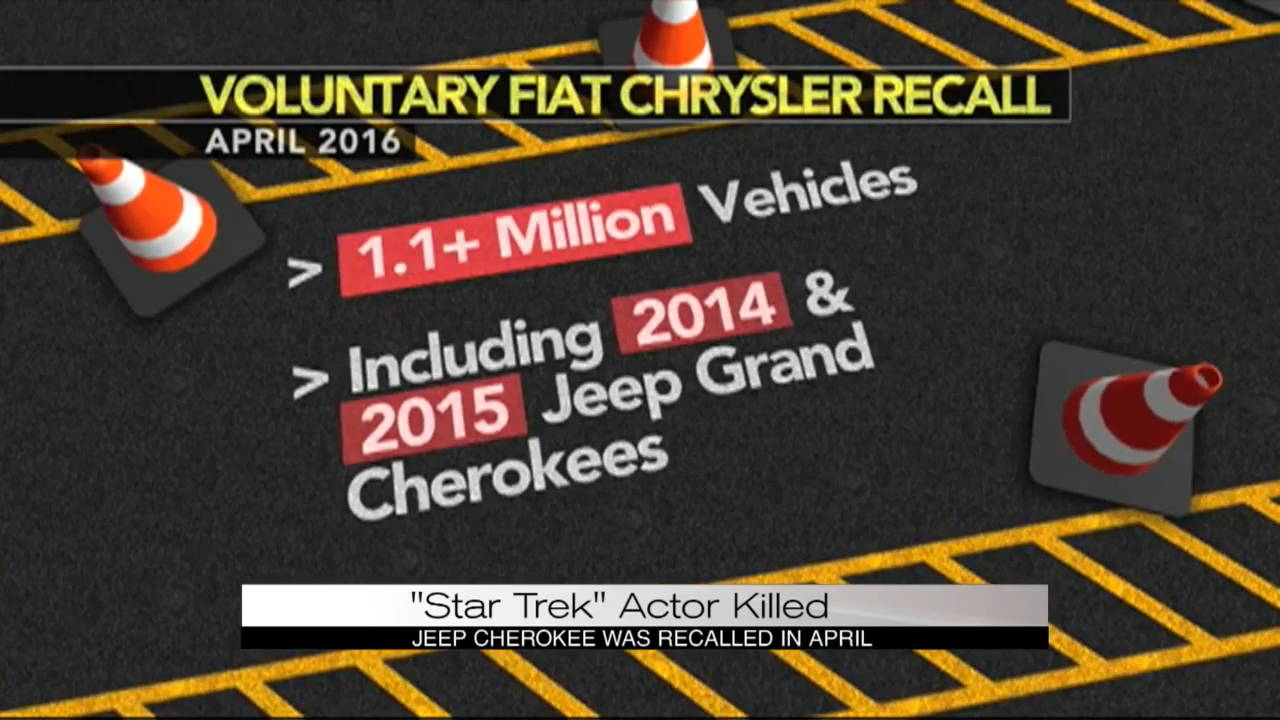 VOLUNTARY FIAT CHRYSLER RECALL
APRIL 2016
> 1.1+ Million Vehicles
> Including 2014 &
2015 Jeep Grand
Cherokees
"Star Trek" Actor Killed
JEEP CHEROKEE WAS RECALLED IN APRIL